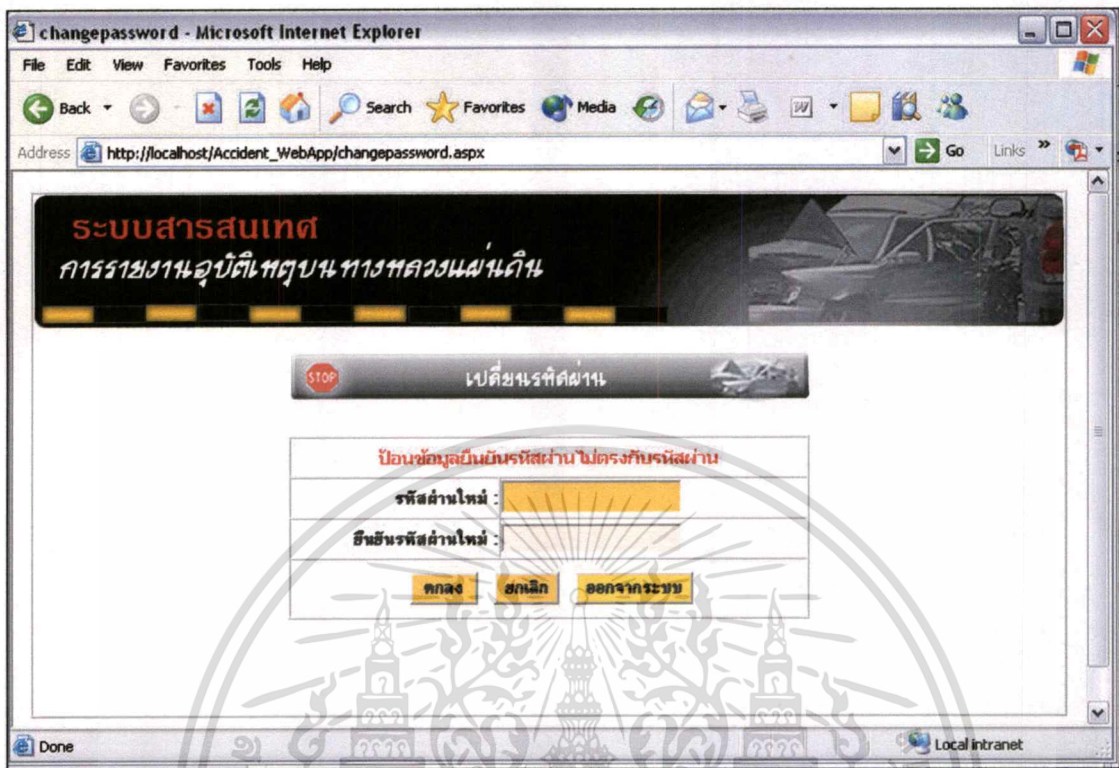 changepassword - Microsoft Internet Explorer
File Edit View Favorites Tools Help
Back Search Favorites Media
Address http://localhost/Accident_WebApp/changepassword.aspx Go Links »
ระบบสารสนเทศ
การรายงานอุบัติเหตุบนทางหลวงแผ่นดิน
STOP เปลี่ยนรหัสผ่าน
ป้อนข้อมูลยืนยันรหัสผ่านไม่ตรงกับรหัสผ่าน
รหัสผ่านใหม่ :
ยืนยันรหัสผ่านใหม่ :
ตกลง ยกเลิก ออกจากระบบ
Done Local intranet